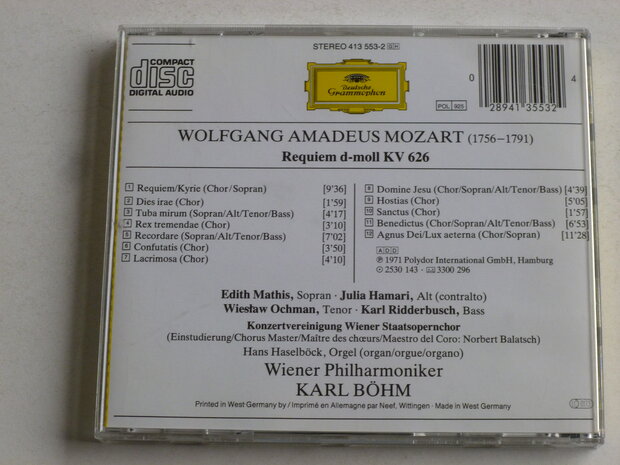 STEREO 413 553-2 GH
COMPACT
disc
DIGITAL AUDIO
Deutsche
Grammophon
POL 925
0 28941 35532 4
WOLFGANG AMADEUS MOZART (1756–1791)
Requiem d-moll KV 626
1 Requiem/Kyrie (Chor/Sopran) [9'36]
2 Dies irae (Chor) [1'59]
3 Tuba mirum (Sopran/Alt/Tenor/Bass) [4'17]
4 Rex tremendae (Chor) [3'10]
5 Recordare (Sopran/Alt/Tenor/Bass) [7'02]
6 Confutatis (Chor) [3'50]
7 Lacrimosa (Chor) [4'10]
8 Domine Jesu (Chor/Sopran/Alt/Tenor/Bass) [4'39]
9 Hostias (Chor) [5'05]
10 Sanctus (Chor) [1'57]
11 Benedictus (Chor/Sopran/Alt/Tenor/Bass) [6'53]
12 Agnus Dei/Lux aeterna (Chor/Sopran) [11'28]
ADD
℗ 1971 Polydor International GmbH, Hamburg
2530 143 · 3300 296
Edith Mathis, Sopran · Julia Hamari, Alt (contralto)
Wiesław Ochman, Tenor · Karl Ridderbusch, Bass
Konzertvereinigung Wiener Staatsopernchor
(Einstudierung/Chorus Master/Maître des chœurs/Maestro del Coro: Norbert Balatsch)
Hans Haselböck, Orgel (organ/orgue/organo)
Wiener Philharmoniker
KARL BÖHM
Printed in West Germany by / Imprimé en Allemagne par Neef, Wittingen · Made in West Germany